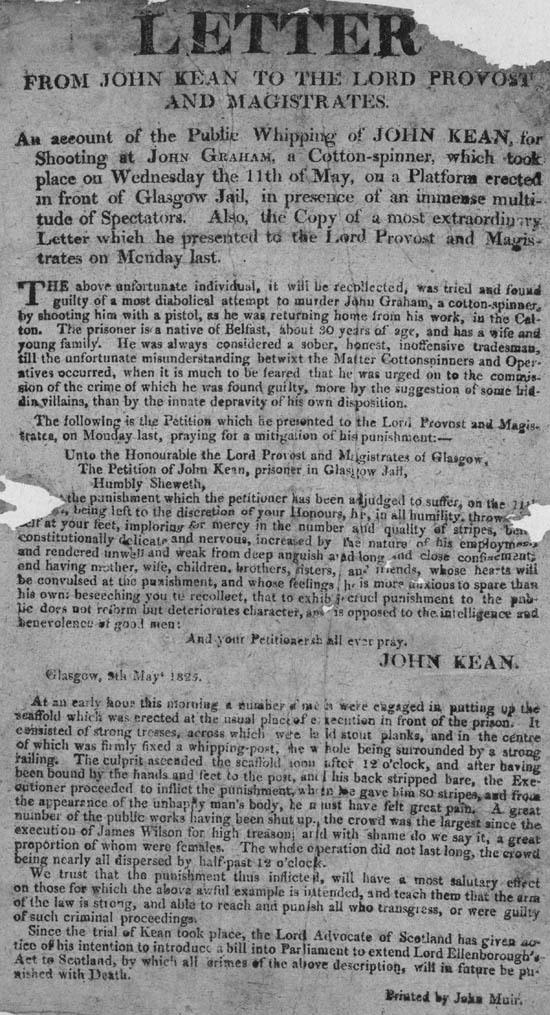 LETTER
FROM JOHN KEAN TO THE LORD PROVOST
AND MAGISTRATES.
An account of the Public Whipping of JOHN KEAN, for
Shooting at JOHN GRAHAM, a Cotton-spinner, which took
place on Wednesday the 11th of May, on a Platform erected
in front of Glasgow Jail, in presence of an immense multi-
tude of Spectators. Also, the Copy of a most extraordinary
Letter which he presented to the Lord Provost and Magis-
trates on Monday last.
THE above unfortunate individual, it will be recollected, was tried and found
guilty of a most diabolical attempt to murder John Graham, a cotton-spinner,
by shooting him with a pistol, as he was returning home from his work, in the Cal-
ton. The prisoner is a native of Belfast, about 30 years of age, and has a wife and
young family. He was always considered a sober, honest, inoffensive tradesman,
till the unfortunate misunderstanding betwixt the Master Cottonspinners and Oper-
atives occurred, when it is much to be feared that he was urged on to the commis-
sion of the crime of which he was found guilty, more by the suggestion of some hid-
din villains, than by the innate depravity of his own disposition.
The following is the Petition which he presented to the Lord Provost and Magis-
trates, on Monday last, praying for a mitigation of his punishment:—
Unto the Honourable the Lord Provost and Magistrates of Glasgow,
The Petition of John Kean, prisoner in Glasgow Jail,
Humbly Sheweth,
the punishment which the petitioner has been adjudged to suffer, on the 11th
being left to the discretion of your Honours, he, in all humility, throws
at your feet, imploring for mercy in the number and quality of stripes, being
constitutionally delicate and nervous, increased by the nature of his employment,
and rendered unwell and weak from deep anguish and long and close confinement;
and having mother, wife, children, brothers, sisters, and friends, whose hearts will
be convulsed at the punishment, and whose feelings he is more anxious to spare than
his own: beseeching you to recollect, that to exhibit cruel punishment to the pub-
lic does not reform but deteriorates character, and is opposed to the intelligence and
benevolence of good men:
And your Petitioner shall ever pray.
JOHN KEAN.
Glasgow, 9th May, 1825.
At an early hour this morning a number of men were engaged in putting up the
scaffold which was erected at the usual place of execution in front of the prison. It
consisted of strong tresses, across which were laid stout planks, and in the centre
of which was firmly fixed a whipping-post, the whole being surrounded by a strong
railing. The culprit ascended the scaffold soon after 12 o'clock, and after having
been bound by the hands and feet to the post, and his back stripped bare, the Exe-
cutioner proceeded to inflict the punishment, when he gave him 80 stripes, and from
the appearance of the unhappy man's body, he must have felt great pain. A great
number of the public works having been shut up, the crowd was the largest since the
execution of James Wilson for high treason; and with shame do we say it, a great
proportion of whom were females. The whole operation did not last long, the crowd
being nearly all dispersed by half-past 12 o'clock.
We trust that the punishment thus inflicted, will have a most salutary effect
on those for which the above awful example is intended, and teach them that the arm
of the law is strong, and able to reach and punish all who transgress, or were guilty
of such criminal proceedings.
Since the trial of Kean took place, the Lord Advocate of Scotland has given no-
tice of his intention to introduce a bill into Parliament to extend Lord Ellenborough's
Act to Scotland, by which all crimes of the above description, will in future be pu-
nished with Death.
Printed by John Muir.